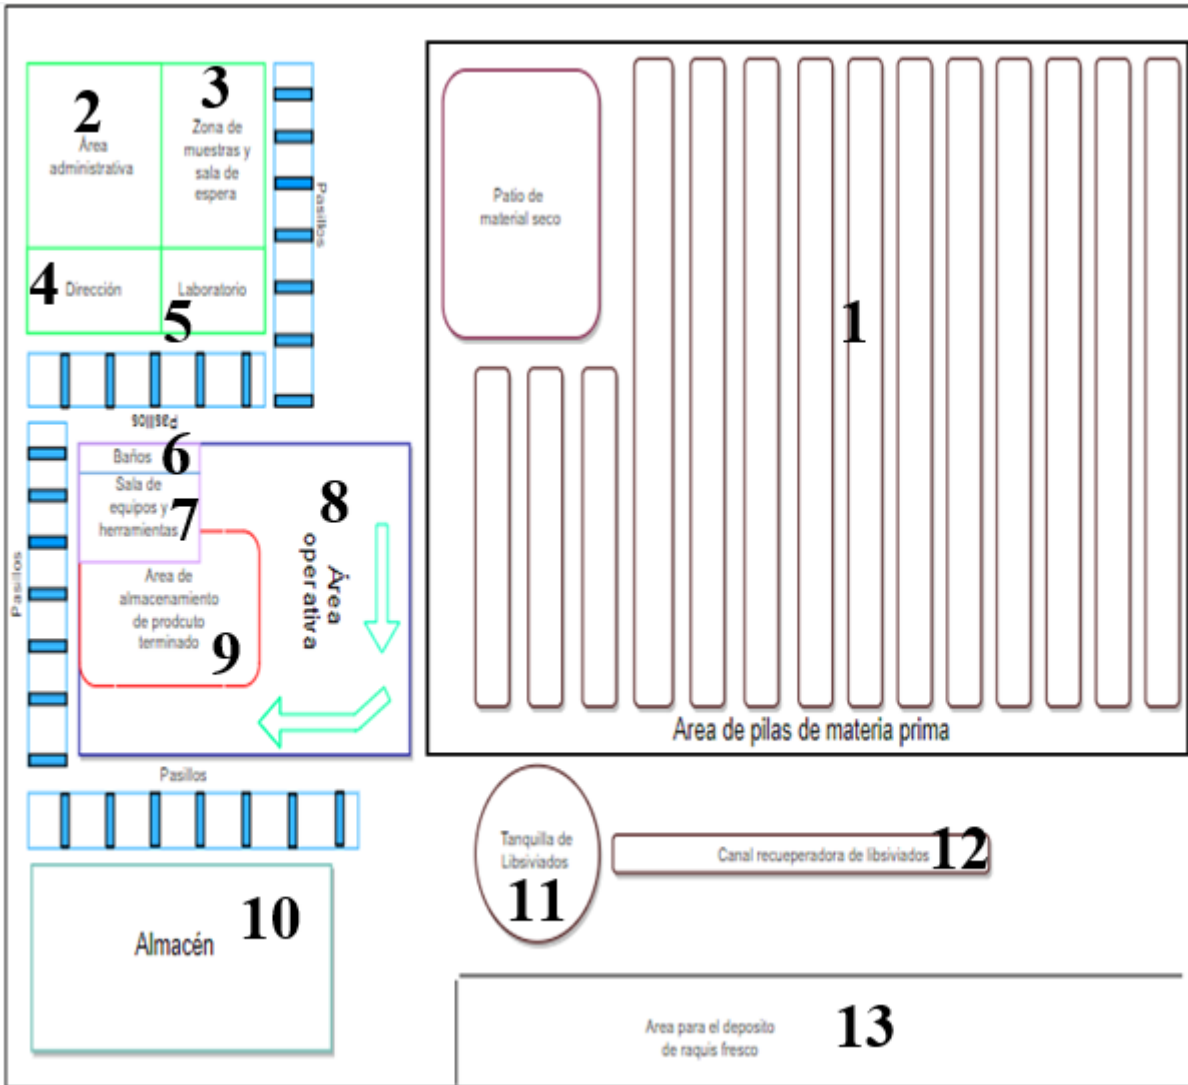 2
Área
administrativa
3
Zona de
muestras y
sala de
espera
Pasillos
4
Dirección
Laboratorio
5
Pasillos
Patio de
material seco
1
Area de pilas de materia prima
Baños
6
Sala de
equipos y
herramientas
7
8
Área
operativa
Area de
almacenamiento
de prodcuto
terminado
9
Pasillos
Pasillos
10
Almacén
Tanquilla de
Libsiviados
11
Canal recueperadora de libsiviados
12
Area para el deposito
de raquis fresco
13